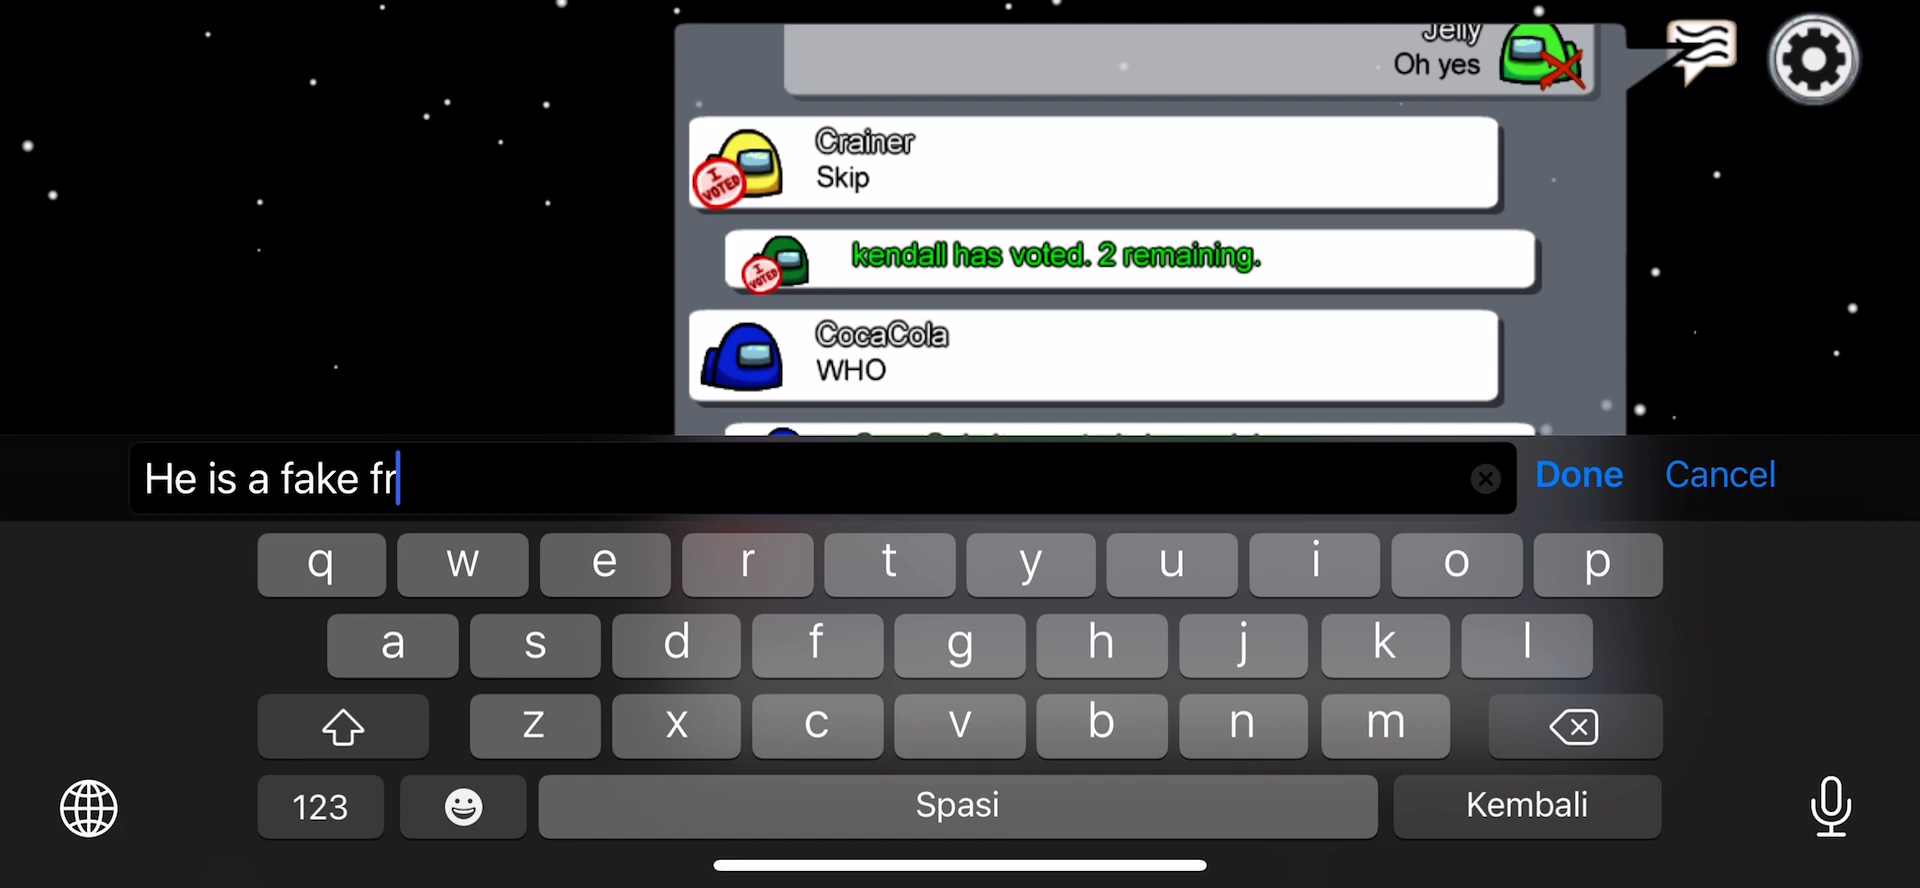 Jelly
Oh yes
Crainer
Skip
I VOTED
kendall has voted. 2 remaining.
I VOTED
CocaCola
WHO
He is a fake fr
Done
Cancel
q w e r t y u i o p
a s d f g h j k l
z x c v b n m
123
Spasi
Kembali